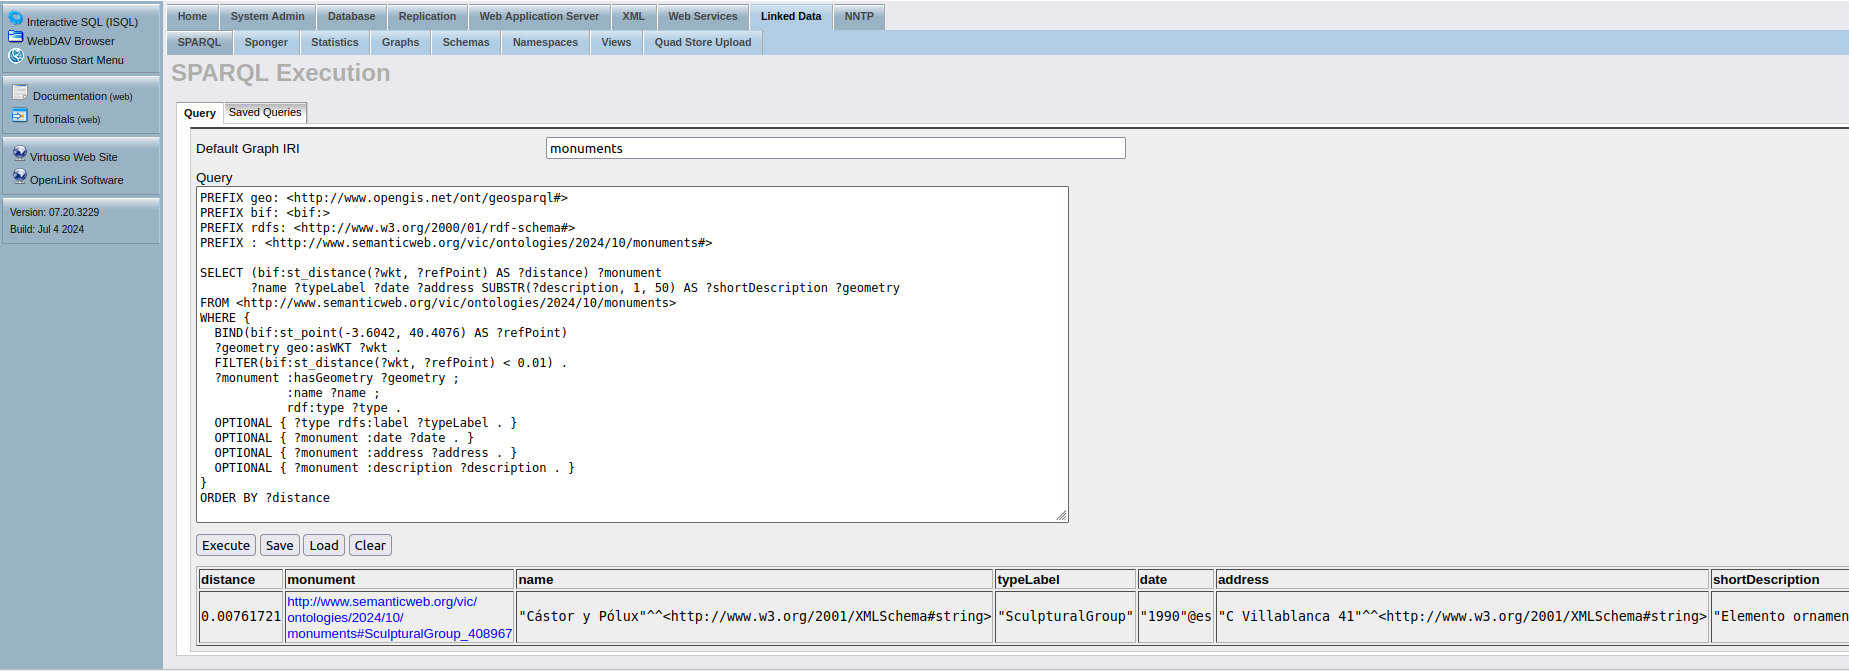 Interactive SQL (ISQL)
WebDAV Browser
Virtuoso Start Menu
Documentation (web)
Tutorials (web)
Virtuoso Web Site
OpenLink Software
Version: 07.20.3229
Build: Jul 4 2024
Home System Admin Database Replication Web Application Server XML Web Services Linked Data NNTP
SPARQL Sponger Statistics Graphs Schemas Namespaces Views Quad Store Upload
SPARQL Execution
Query Saved Queries
Default Graph IRI monuments
Query
PREFIX geo: <http://www.opengis.net/ont/geosparql#>
PREFIX bif: <bif:>
PREFIX rdfs: <http://www.w3.org/2000/01/rdf-schema#>
PREFIX : <http://www.semanticweb.org/vic/ontologies/2024/10/monuments#>
SELECT (bif:st_distance(?wkt, ?refPoint) AS ?distance) ?monument
?name ?typeLabel ?date ?address SUBSTR(?description, 1, 50) AS ?shortDescription ?geometry
FROM <http://www.semanticweb.org/vic/ontologies/2024/10/monuments>
WHERE {
BIND(bif:st_point(-3.6042, 40.4076) AS ?refPoint)
?geometry geo:asWKT ?wkt .
FILTER(bif:st_distance(?wkt, ?refPoint) < 0.01) .
?monument :hasGeometry ?geometry ;
:name ?name ;
rdf:type ?type .
OPTIONAL { ?type rdfs:label ?typeLabel . }
OPTIONAL { ?monument :date ?date . }
OPTIONAL { ?monument :address ?address . }
OPTIONAL { ?monument :description ?description . }
}
ORDER BY ?distance
Execute Save Load Clear
distance monument name typeLabel date address shortDescription
0.00761721 http://www.semanticweb.org/vic/
ontologies/2024/10/
monuments#SculpturalGroup_408967
"Cástor y Pólux"^^<http://www.w3.org/2001/XMLSchema#string> "SculpturalGroup" "1990"@es "C Villablanca 41"^^<http://www.w3.org/2001/XMLSchema#string> "Elemento ornamen